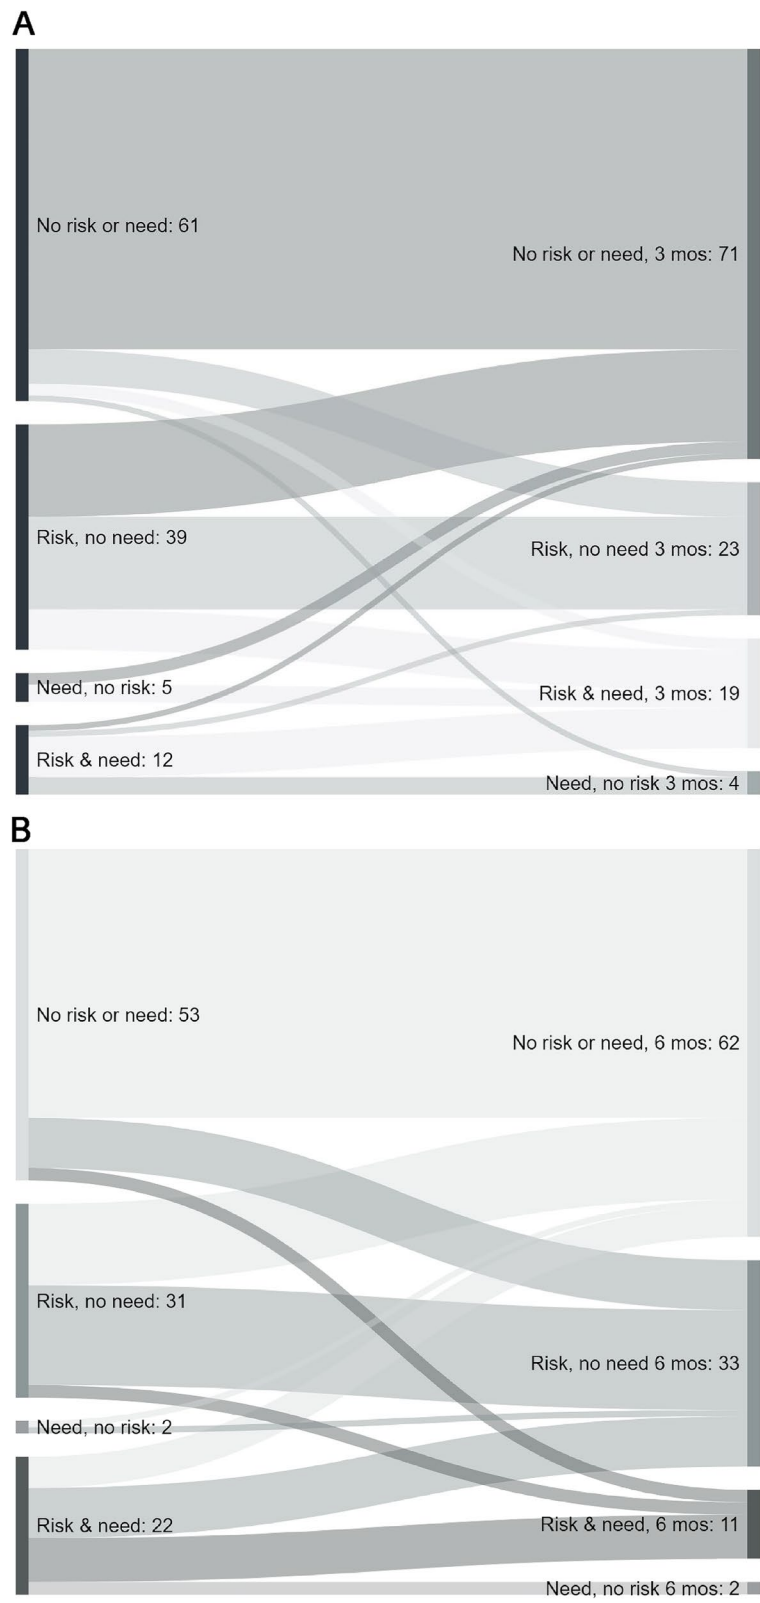 A
No risk or need: 61
No risk or need, 3 mos: 71
Risk, no need: 39
Risk, no need 3 mos: 23
Need, no risk: 5
Risk & need, 3 mos: 19
Risk & need: 12
Need, no risk 3 mos: 4
B
No risk or need: 53
No risk or need, 6 mos: 62
Risk, no need: 31
Risk, no need 6 mos: 33
Need, no risk: 2
Risk & need: 22
Risk & need, 6 mos: 11
Need, no risk 6 mos: 2